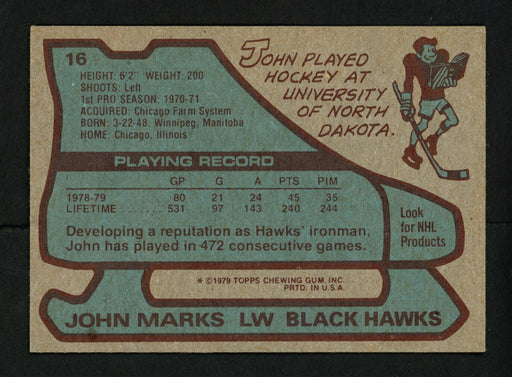 16
HEIGHT: 6'2" WEIGHT: 200
SHOOTS: Left
1st PRO SEASON: 1970-71
ACQUIRED: Chicago Farm System
BORN: 3-22-48, Winnipeg, Manitoba
HOME: Chicago, Illinois
JOHN PLAYED
HOCKEY AT
UNIVERSITY
OF NORTH
DAKOTA.
PLAYING RECORD
GP G A PTS PIM
1978-79 80 21 24 45 35
LIFETIME ....... 531 97 143 240 244
Developing a reputation as Hawks' ironman,
John has played in 472 consecutive games.
Look
for NHL
Products
* © 1979 TOPPS CHEWING GUM, INC.
PRTD. IN U.S.A.
JOHN MARKS LW BLACK HAWKS